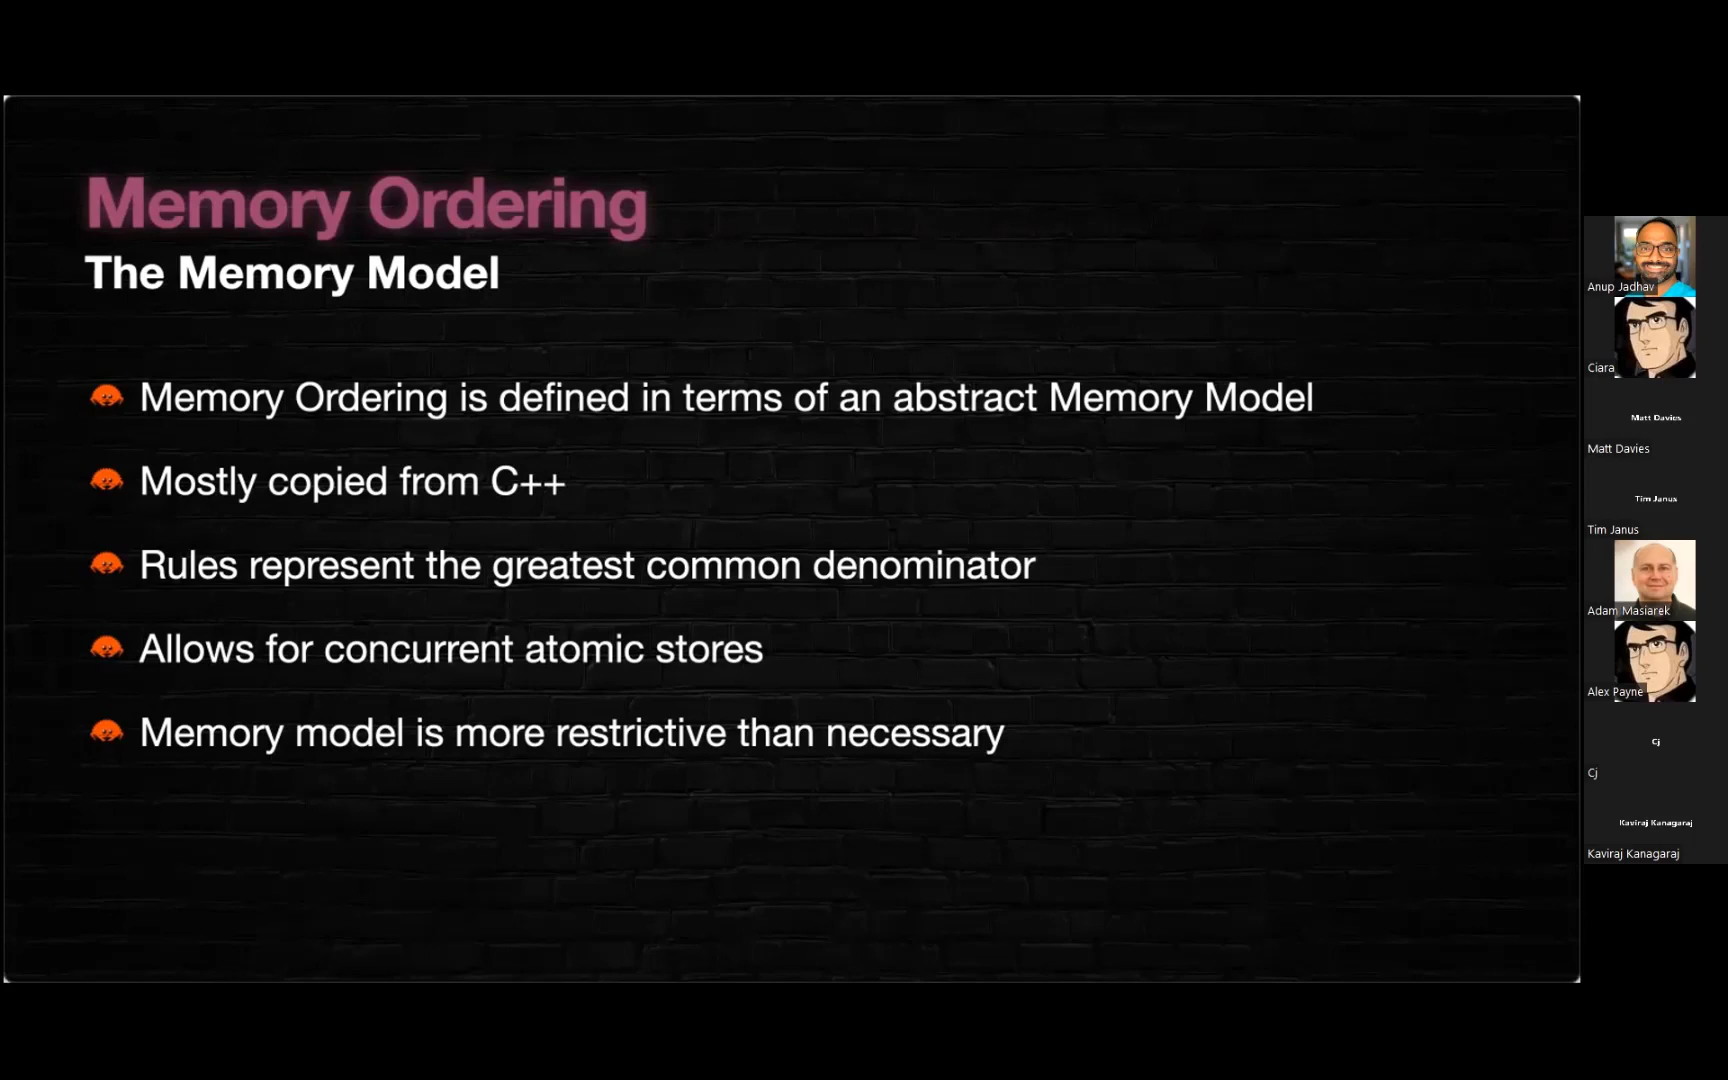 Memory Ordering
The Memory Model
Memory Ordering is defined in terms of an abstract Memory Model
Mostly copied from C++
Rules represent the greatest common denominator
Allows for concurrent atomic stores
Memory model is more restrictive than necessary
Anup Jadhav
Ciara
Matt Davies
Matt Davies
Tim Janus
Tim Janus
Adam Masiarek
Alex Payne
Cj
Cj
Kaviraj Kanagaraj
Kaviraj Kanagaraj